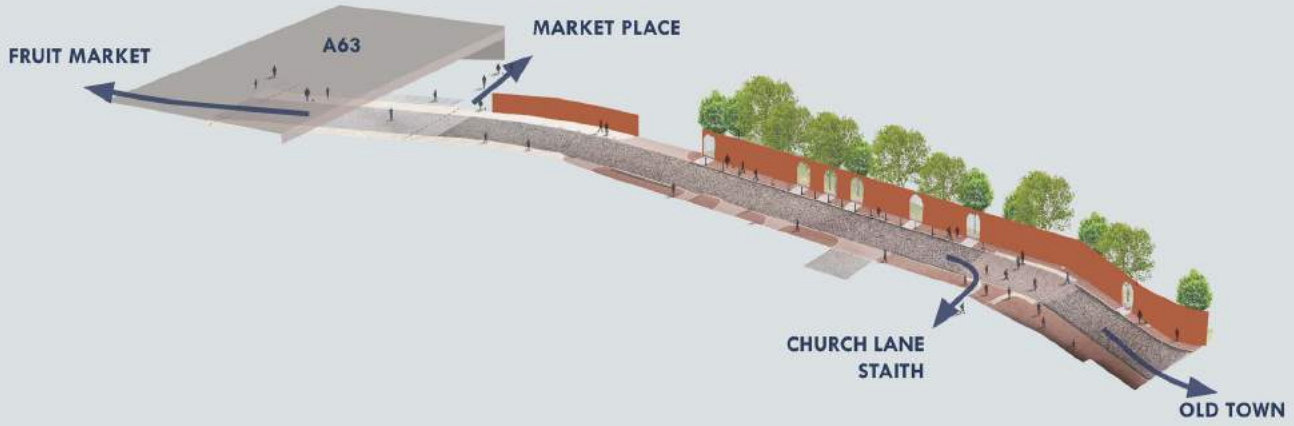 FRUIT MARKET
A63
MARKET PLACE
CHURCH LANE
STAITH
OLD TOWN